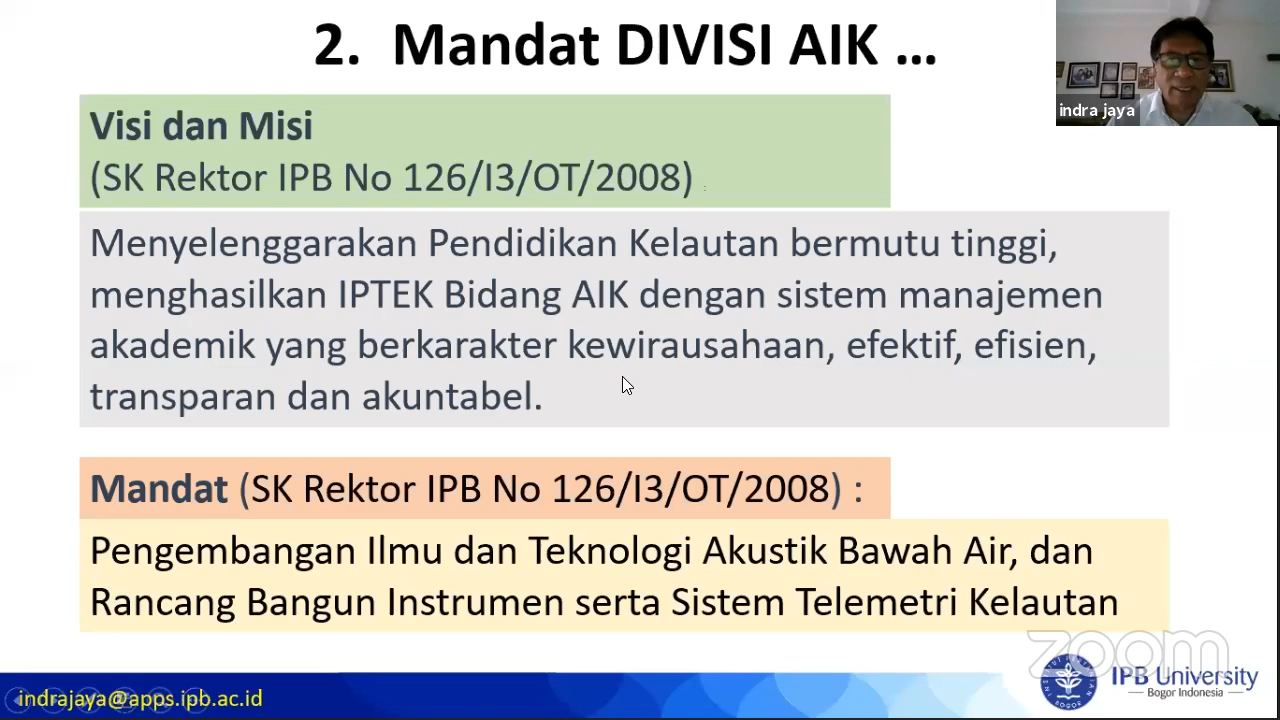 2. Mandat DIVISI AIK ...
indra jaya
Visi dan Misi
(SK Rektor IPB No 126/I3/OT/2008)
Menyelenggarakan Pendidikan Kelautan bermutu tinggi,
menghasilkan IPTEK Bidang AIK dengan sistem manajemen
akademik yang berkarakter kewirausahaan, efektif, efisien,
transparan dan akuntabel.
Mandat (SK Rektor IPB No 126/I3/OT/2008) :
Pengembangan Ilmu dan Teknologi Akustik Bawah Air, dan
Rancang Bangun Instrumen serta Sistem Telemetri Kelautan
zoom
indrajaya@apps.ipb.ac.id
IPB University
Bogor Indonesia